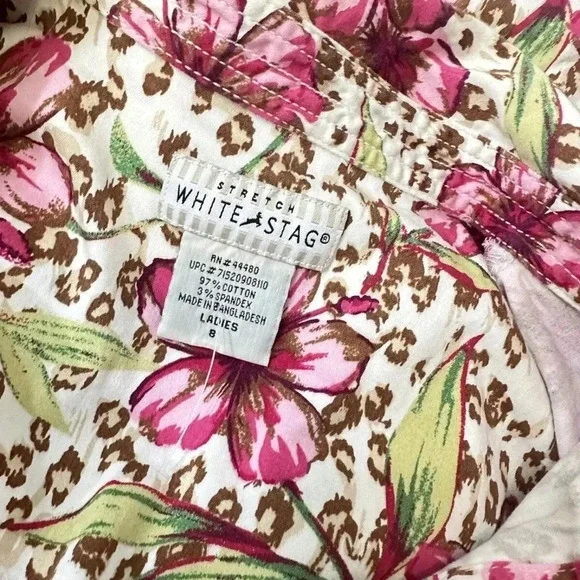 STRETCH
WHITE STAG®
RN# 44480
UPC# 71520908110
97% COTTON
3% SPANDEX
MADE IN BANGLADESH
LADIES
8